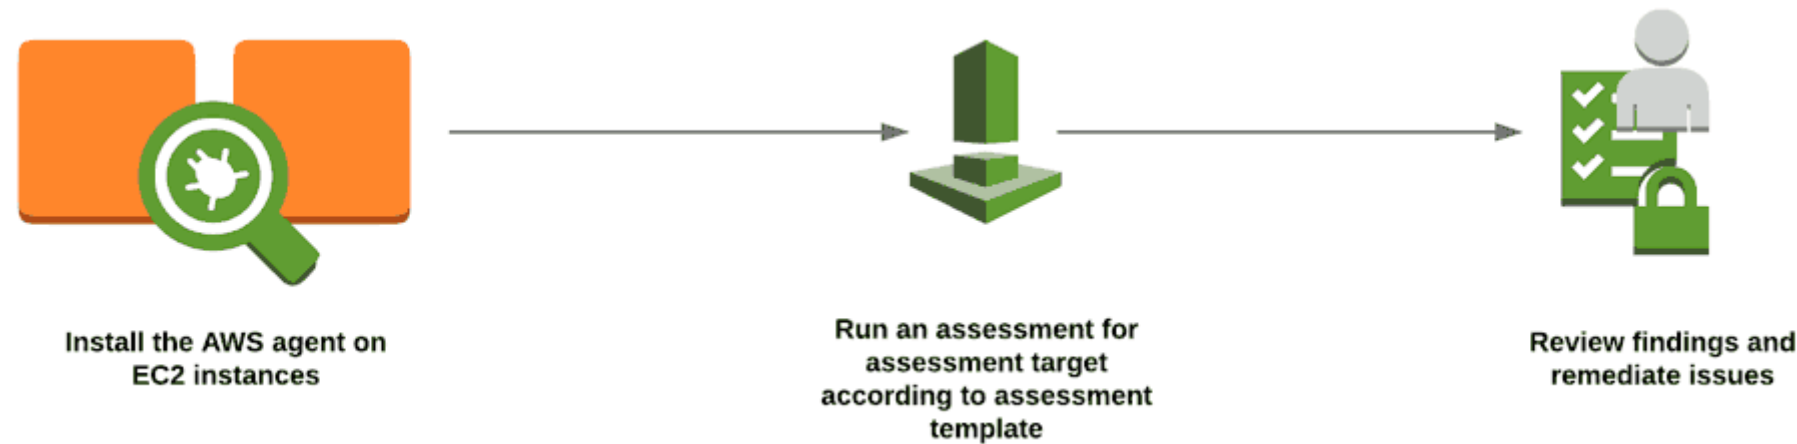 Install the AWS agent on
EC2 instances
Run an assessment for
assessment target
according to assessment
template
Review findings and
remediate issues